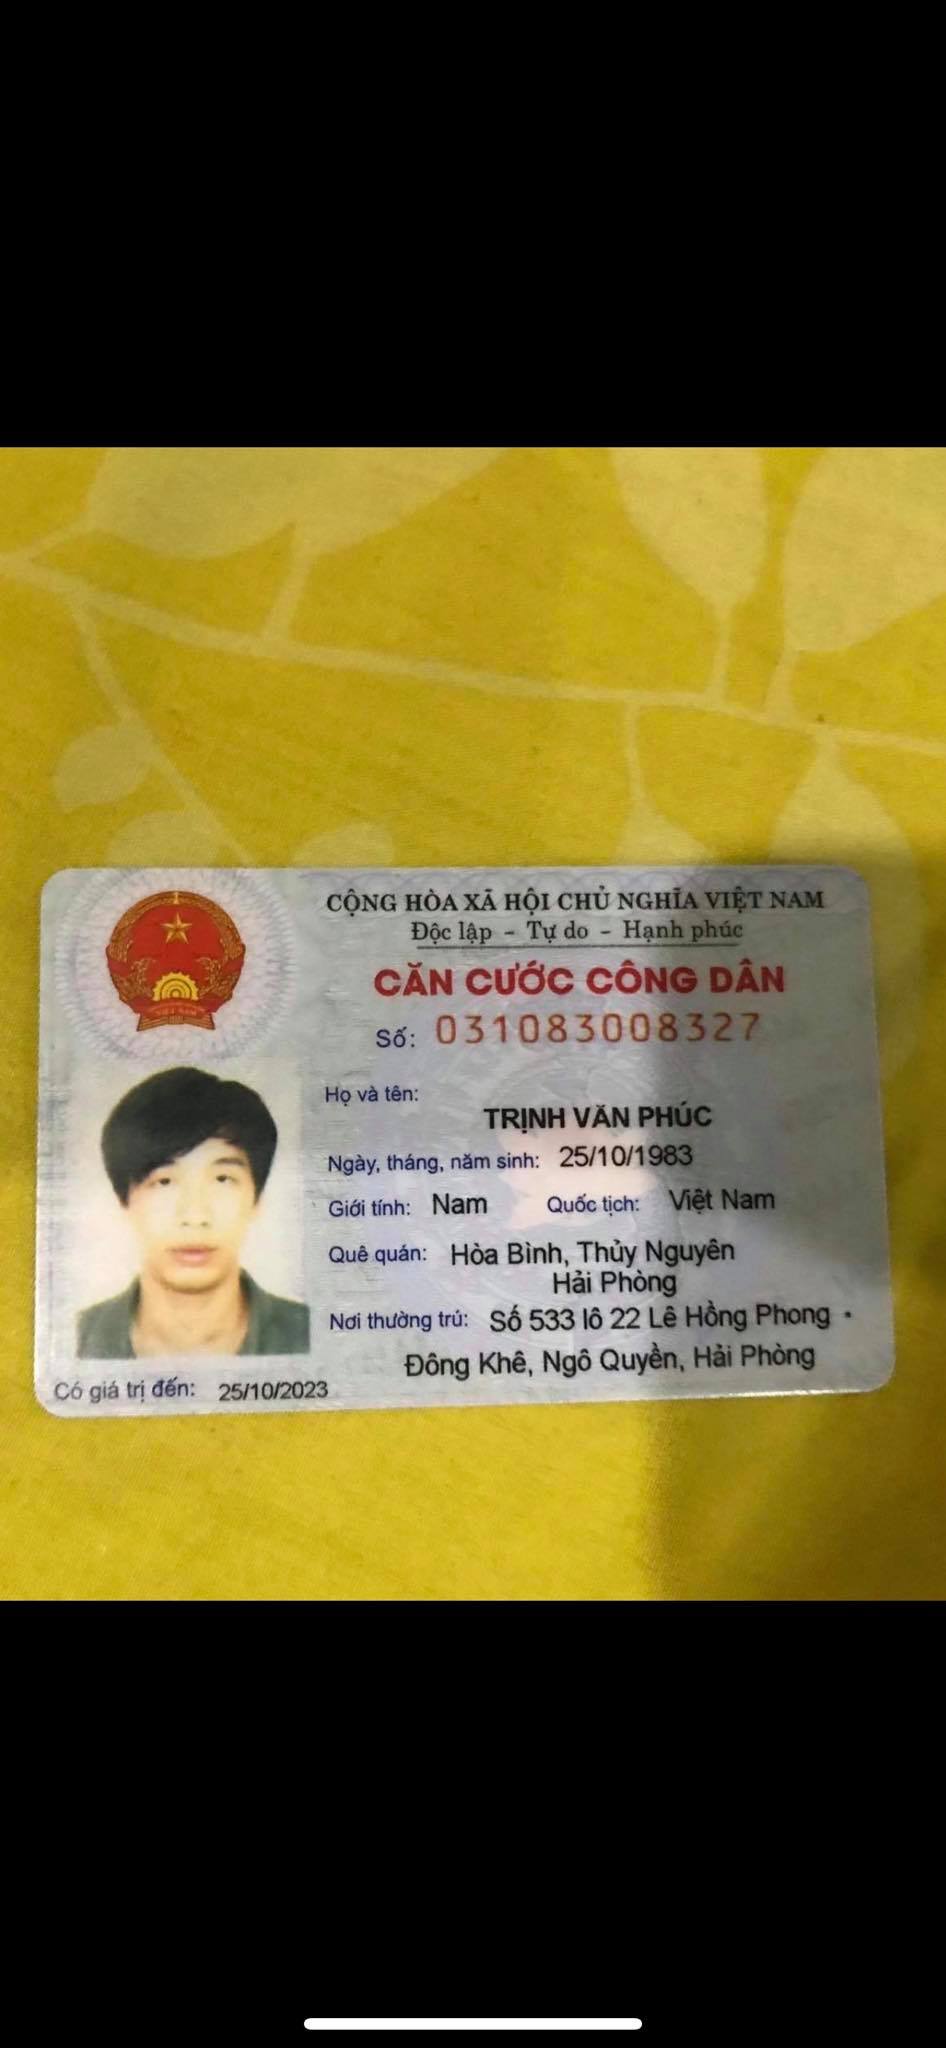 CỘNG HÒA XÃ HỘI CHỦ NGHĨA VIỆT NAM
Độc lập - Tự do - Hạnh phúc
CĂN CƯỚC CÔNG DÂN
Số: 031083008327
Họ và tên:
TRỊNH VĂN PHÚC
Ngày, tháng, năm sinh: 25/10/1983
Giới tính: Nam Quốc tịch: Việt Nam
Quê quán: Hòa Bình, Thủy Nguyên
Hải Phòng
Nơi thường trú: Số 533 lô 22 Lê Hồng Phong
Đông Khê, Ngô Quyền, Hải Phòng
Có giá trị đến: 25/10/2023
VIỆT NAM